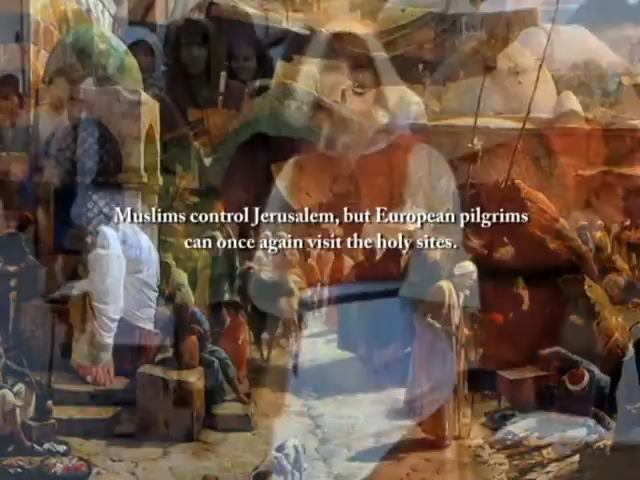 Muslims control Jerusalem, but European pilgrims
can once again visit the holy sites.